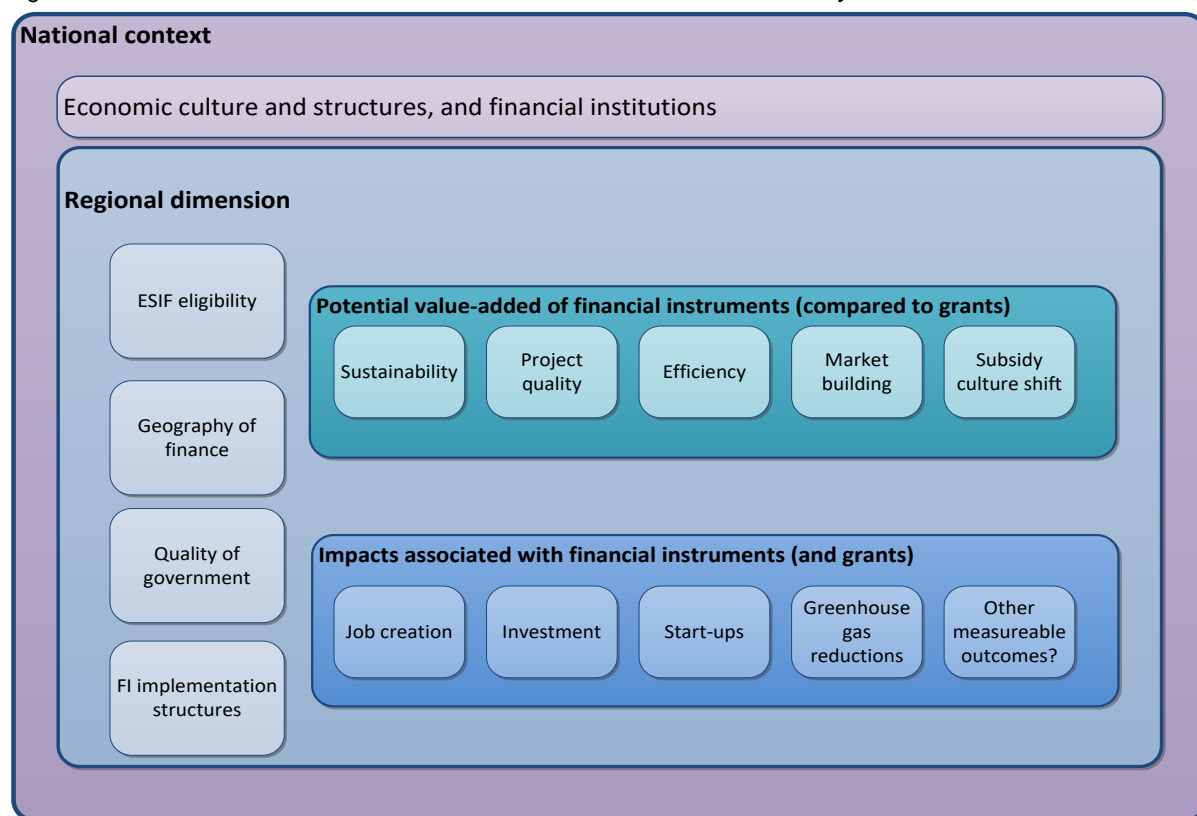 National context
Economic culture and structures, and financial institutions
Regional dimension
ESIF eligibility
Geography of
finance
Quality of
government
FI implementation
structures
Potential value-added of financial instruments (compared to grants)
Sustainability
Project
quality
Efficiency
Market
building
Subsidy
culture shift
Impacts associated with financial instruments (and grants)
Job creation
Investment
Start-ups
Greenhouse
gas
reductions
Other
measureable
outcomes?